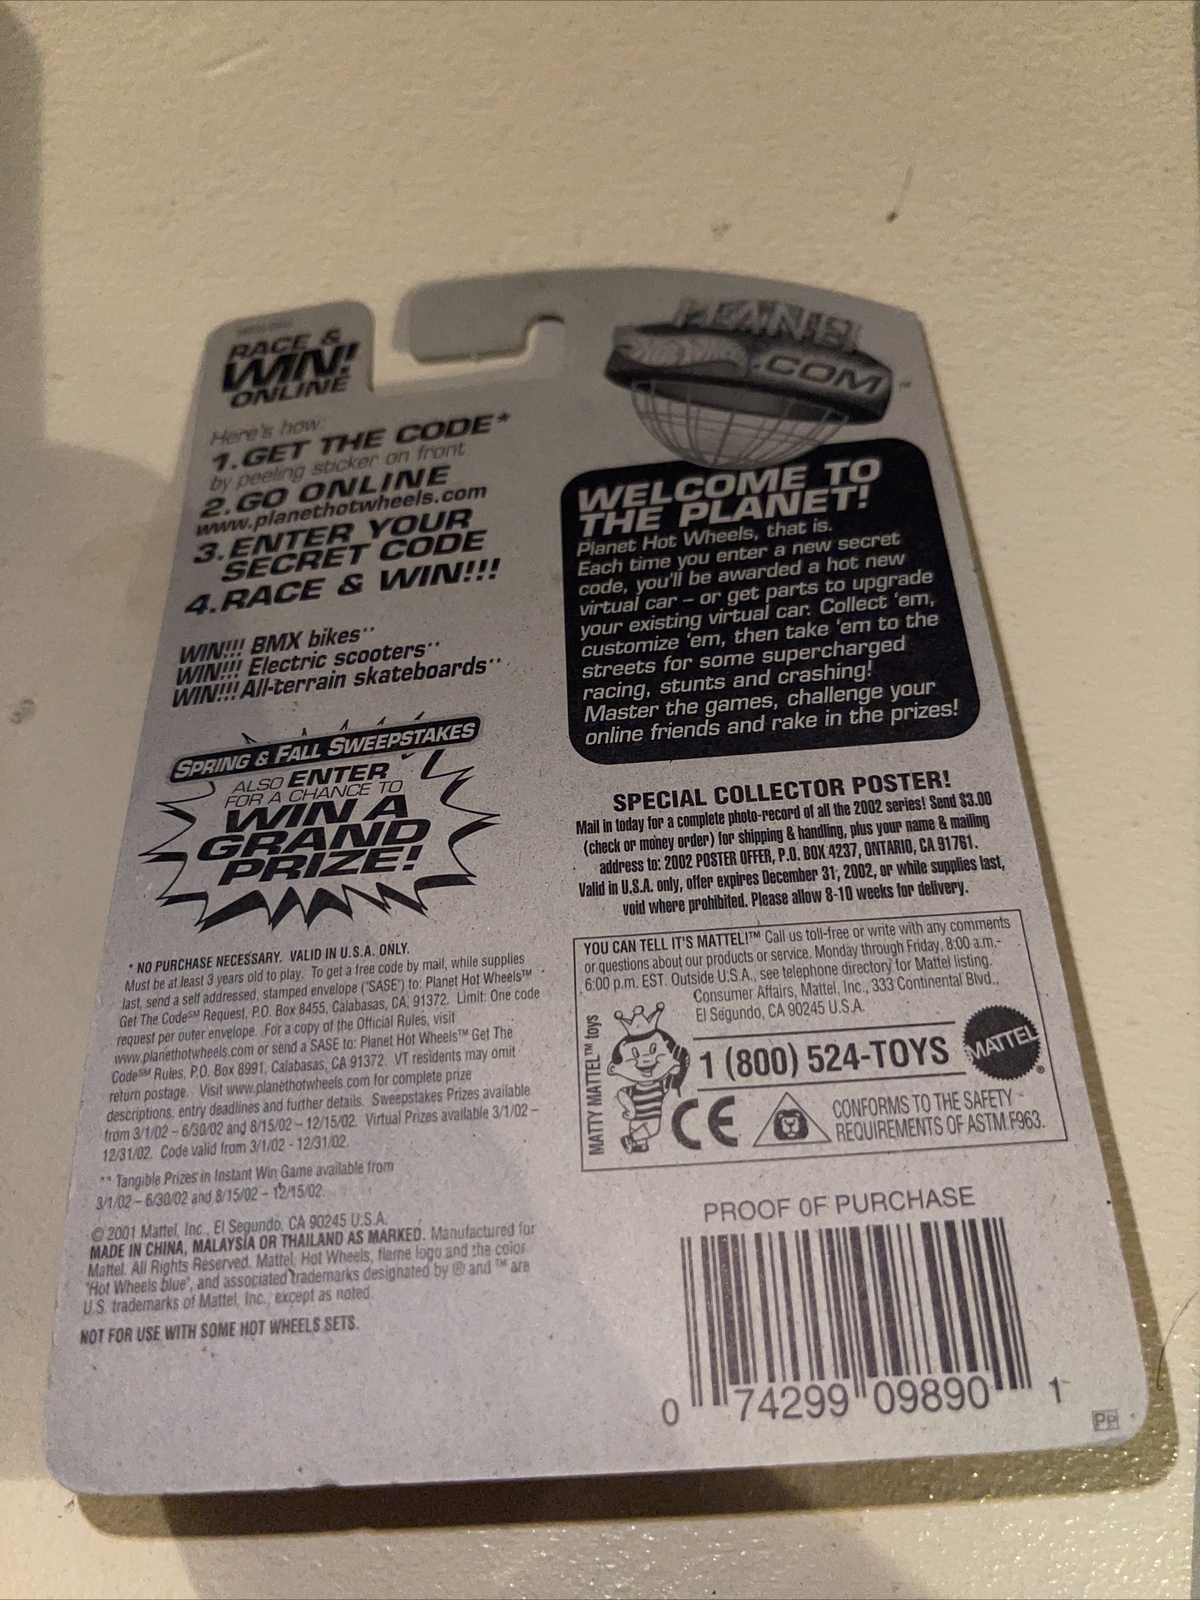 RACE &
WIN!
ONLINE
Here's how:
1. GET THE CODE*
by peeling sticker on front
2. GO ONLINE
www.planethotwheels.com
3. ENTER YOUR
SECRET CODE
4. RACE & WIN!!!
WIN!!! BMX bikes**
WIN!!! Electric scooters**
WIN!!! All-terrain skateboards**
SPRING & FALL SWEEPSTAKES
ALSO ENTER
FOR A CHANCE TO
WIN A
GRAND
PRIZE!
* NO PURCHASE NECESSARY. VALID IN U.S.A. ONLY.
Must be at least 3 years old to play. To get a free code by mail, while supplies
last, send a self addressed, stamped envelope ("SASE") to: Planet Hot Wheels™
Get The Code℠ Request, P.O. Box 8455, Calabasas, CA, 91372. Limit: One code
request per outer envelope. For a copy of the Official Rules, visit
www.planethotwheels.com or send a SASE to: Planet Hot Wheels™ Get The
Code℠ Rules, P.O. Box 8991, Calabasas, CA 91372. VT residents may omit
return postage. Visit www.planethotwheels.com for complete prize
descriptions, entry deadlines and further details. Sweepstakes Prizes available
from 3/1/02 – 6/30/02 and 8/15/02 – 12/15/02. Virtual Prizes available 3/1/02 –
12/31/02. Code valid from 3/1/02 - 12/31/02.
** Tangible Prizes in Instant Win Game available from
3/1/02 – 6/30/02 and 8/15/02 – 12/15/02
© 2001 Mattel, Inc., El Segundo, CA 90245 U.S.A.
MADE IN CHINA, MALAYSIA OR THAILAND AS MARKED. Manufactured for
Mattel. All Rights Reserved. Mattel, Hot Wheels, flame logo and the color
"Hot Wheels blue", and associated trademarks designated by ® and ™ are
U.S. trademarks of Mattel, Inc., except as noted.
NOT FOR USE WITH SOME HOT WHEELS SETS.
PLANET
.COM™
WELCOME TO
THE PLANET!
Planet Hot Wheels, that is.
Each time you enter a new secret
code, you'll be awarded a hot new
virtual car – or get parts to upgrade
your existing virtual car. Collect 'em,
customize 'em, then take 'em to the
streets for some supercharged
racing, stunts and crashing!
Master the games, challenge your
online friends and rake in the prizes!
SPECIAL COLLECTOR POSTER!
Mail in today for a complete photo-record of all the 2002 series! Send $3.00
(check or money order) for shipping & handling, plus your name & mailing
address to: 2002 POSTER OFFER, P.O. BOX 4237, ONTARIO, CA 91761.
Valid in U.S.A. only, offer expires December 31, 2002, or while supplies last,
void where prohibited. Please allow 8-10 weeks for delivery.
YOU CAN TELL IT'S MATTEL!™ Call us toll-free or write with any comments
or questions about our products or service. Monday through Friday, 8:00 a.m.-
6:00 p.m. EST. Outside U.S.A., see telephone directory for Mattel listing.
Consumer Affairs, Mattel, Inc., 333 Continental Blvd.,
El Segundo, CA 90245 U.S.A.
MATTY MATTEL™ toys
1 (800) 524-TOYS
MATTEL®
CE
CONFORMS TO THE SAFETY
REQUIREMENTS OF ASTM F963.
PROOF OF PURCHASE
0 74299 09890 1
PP